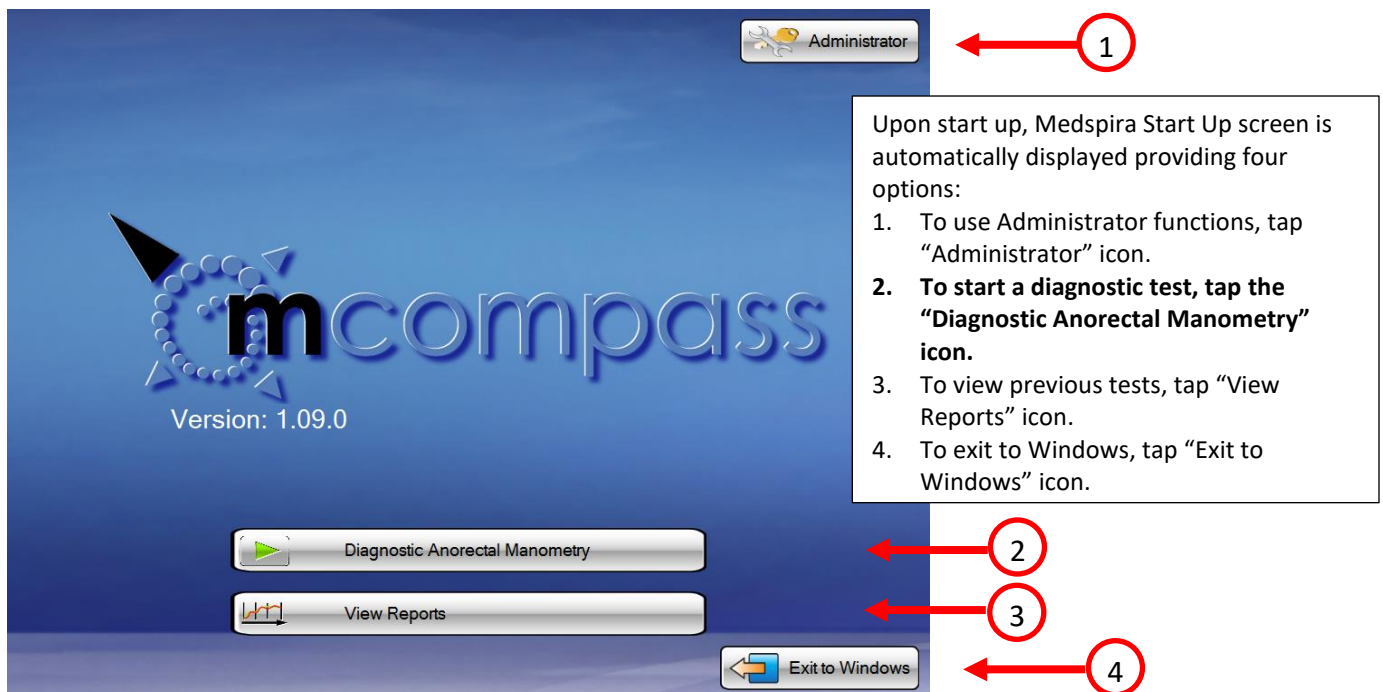 Administrator
1
Upon start up, Medspira Start Up screen is
automatically displayed providing four
options:
1. To use Administrator functions, tap
“Administrator” icon.
2. To start a diagnostic test, tap the
“Diagnostic Anorectal Manometry”
icon.
3. To view previous tests, tap “View
Reports” icon.
4. To exit to Windows, tap “Exit to
Windows” icon.
mcompass
Version: 1.09.0
Diagnostic Anorectal Manometry
2
View Reports
3
Exit to Windows
4